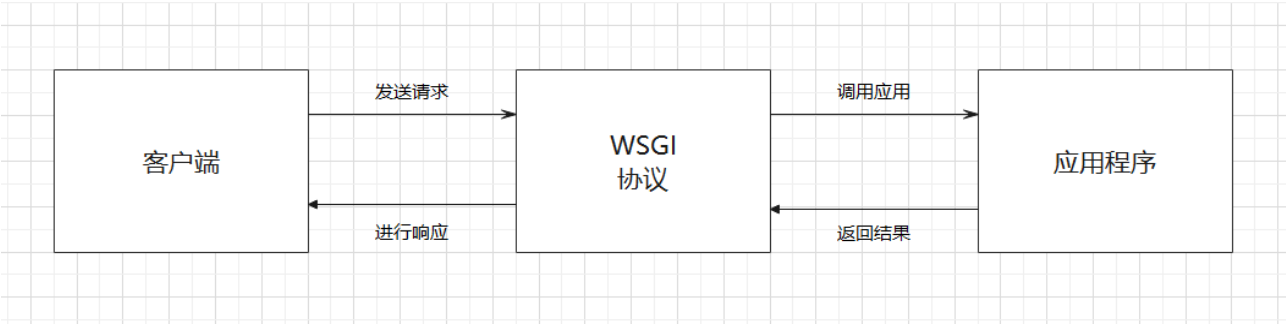 发送请求
调用应用
客户端
WSGI
协议
应用程序
进行响应
返回结果